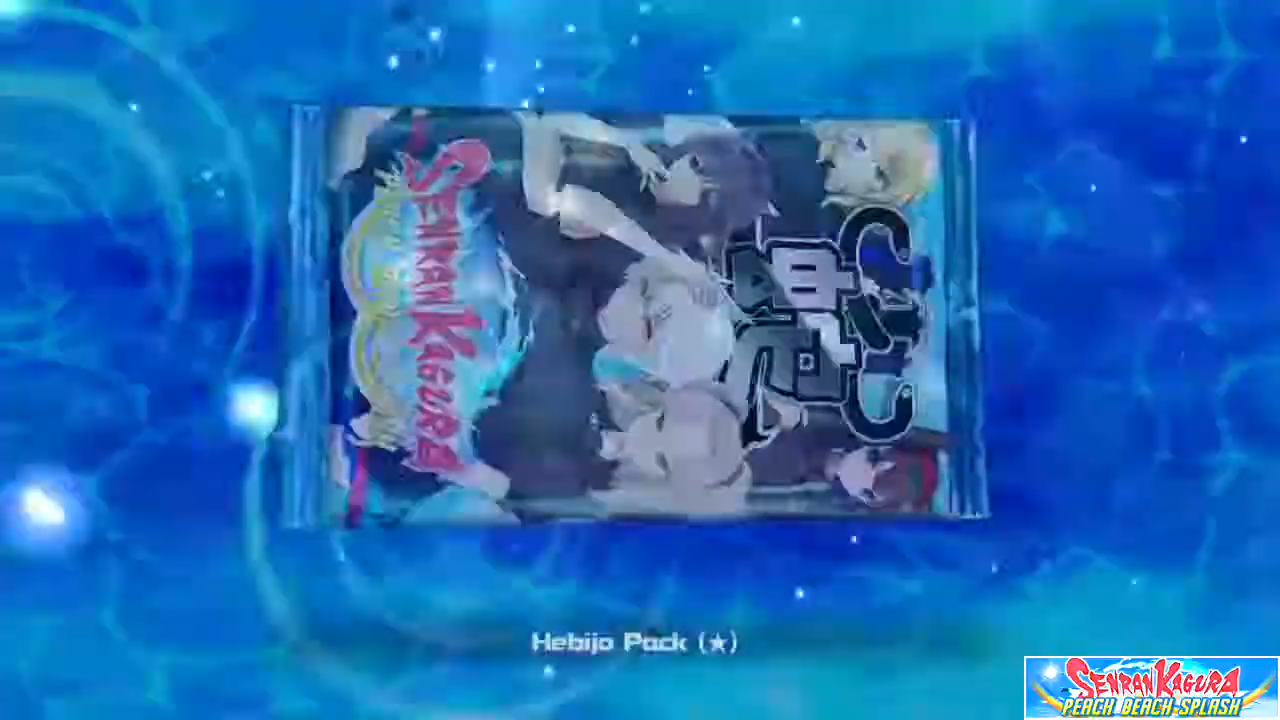 SENRAN KAGURA
Hebijo Pack (★)
SENRAN KAGURA
PEACH BEACH SPLASH